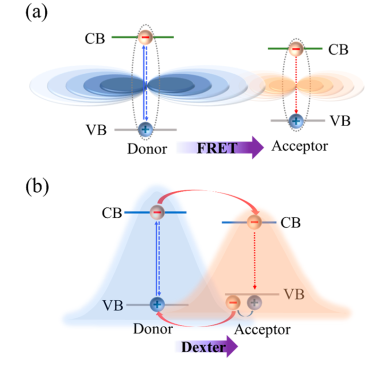 (a)
CB
CB
VB
VB
Donor
FRET
Acceptor
(b)
CB
CB
VB
VB
Donor
Acceptor
Dexter